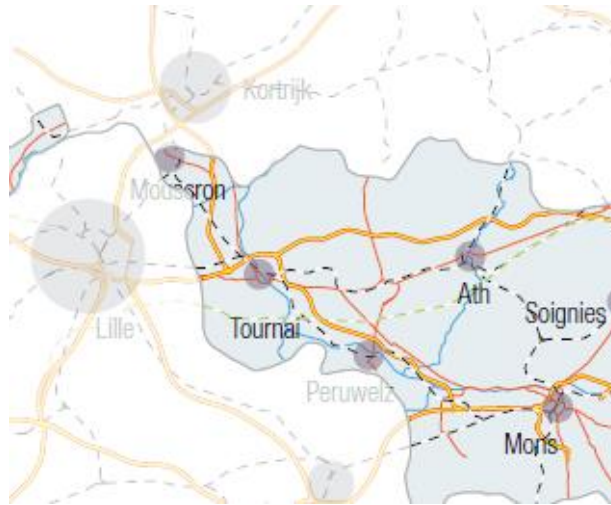 Kortrijk
Mouscron
Ath
Soignies
Lille
Tournai
Peruwelz
Mons